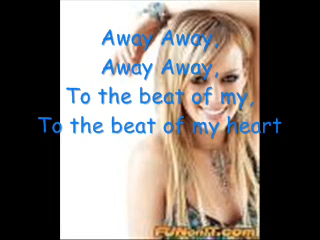 Away Away,
Away Away,
To the beat of my,
To the beat of my heart
FUNonIT.com